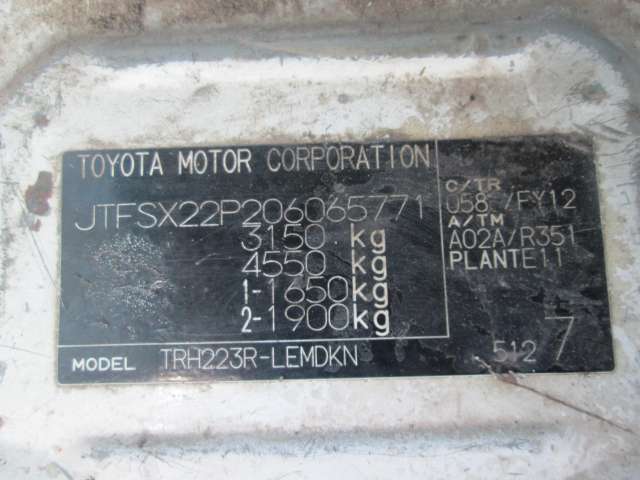 TOYOTA MOTOR CORPORATION
JTFSX22P206065771
3150 kg
4550 kg
1-1650kg
2-1900kg
MODEL TRH223R-LEMDKN
C/TR
058 /FY12
A/TM
A02A/R351
PLANTE11
512 7